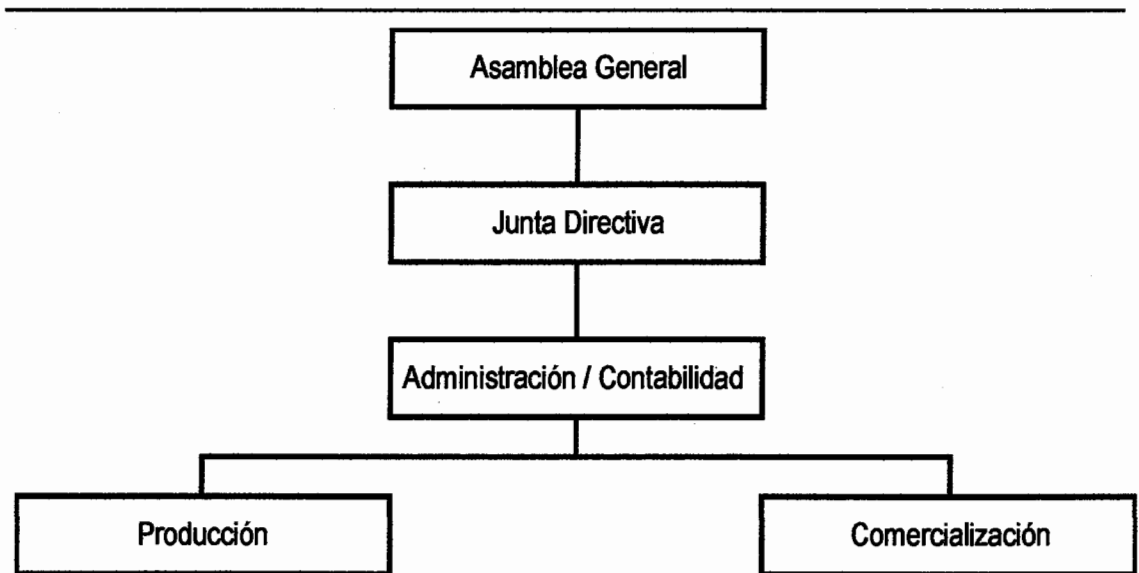 Asamblea General
Junta Directiva
Administración / Contabilidad
Producción
Comercialización